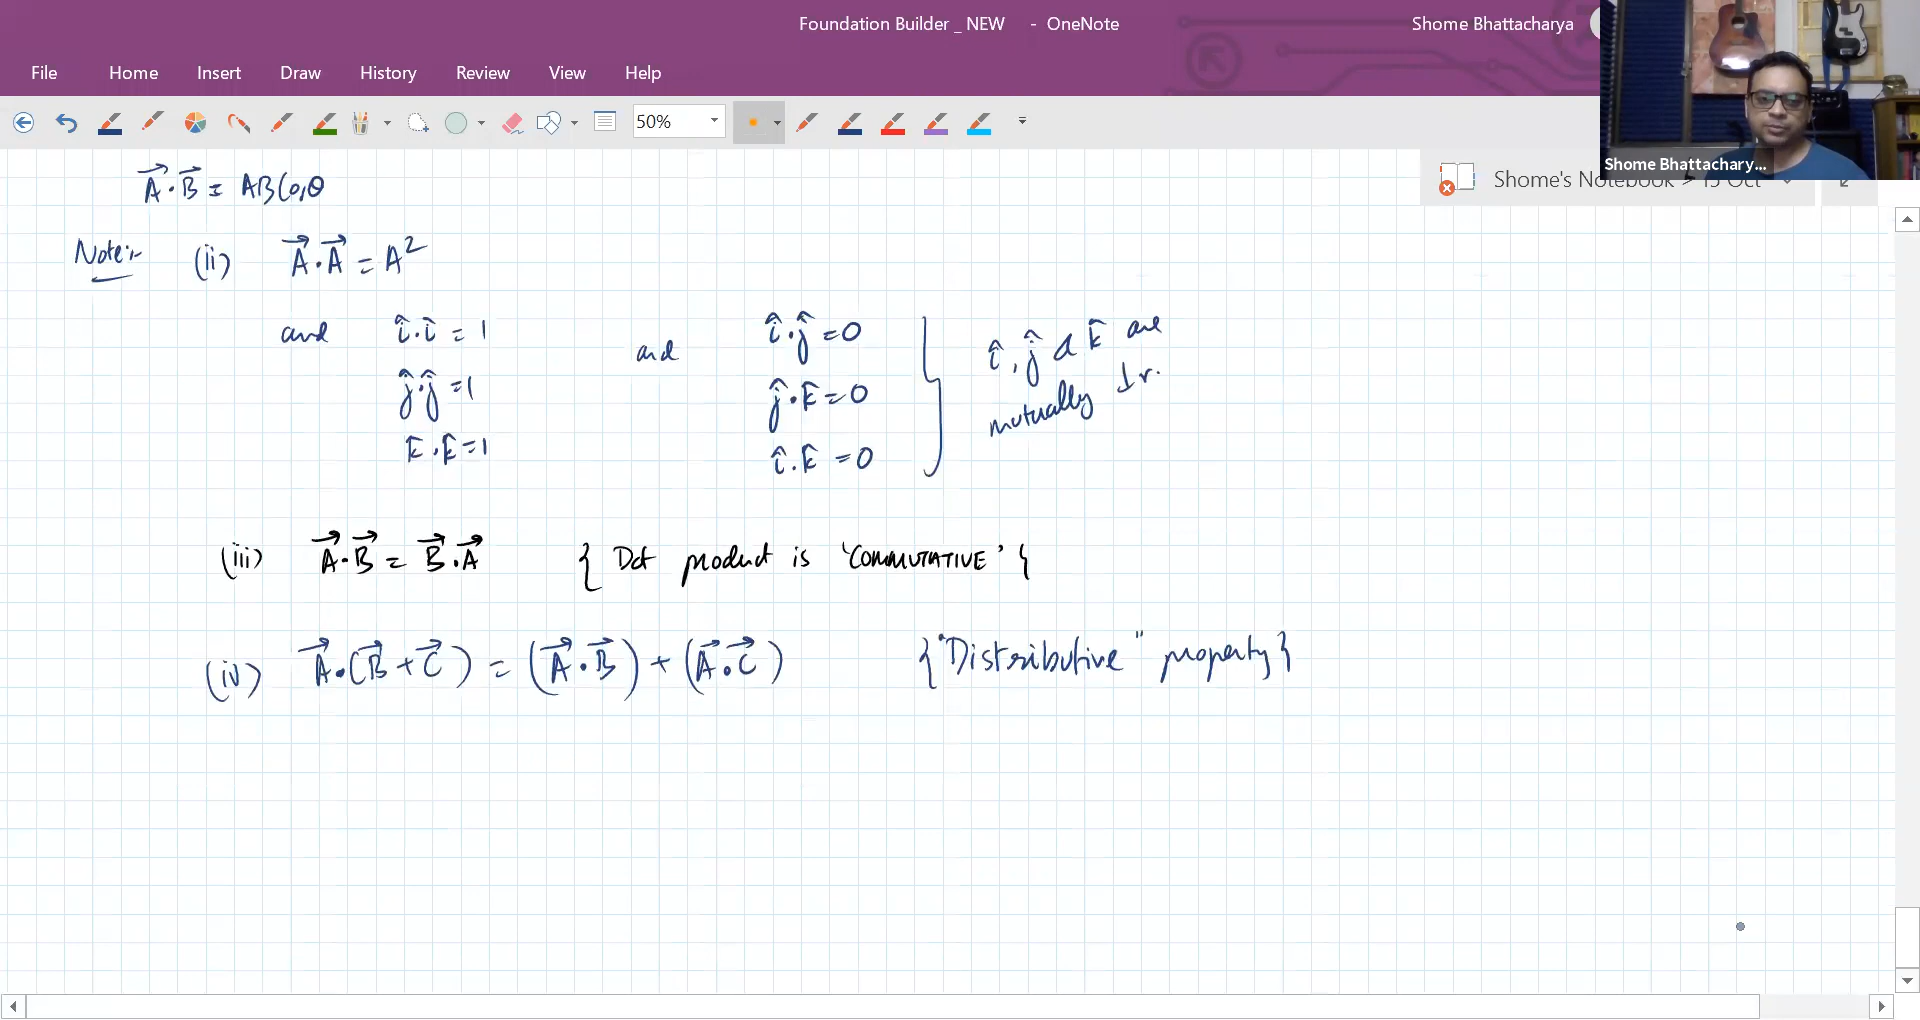 Foundation Builder _ NEW - OneNote
Shome Bhattacharya
File Home Insert Draw History Review View Help
50%
Shome Bhattachary...
Shome's Notebook > 15 Oct
A⃗ · B⃗ = AB Cos θ
Note:- (ii) A⃗ · A⃗ = A²
and î · î = 1
ĵ · ĵ = 1
k̂ · k̂ = 1
and î · ĵ = 0
ĵ · k̂ = 0
î · k̂ = 0
î, ĵ & k̂ are
mutually ⊥r.
(iii) A⃗ · B⃗ = B⃗ · A⃗ { Dot product is 'COMMUTATIVE' }
(iv) A⃗ · (B⃗ + C⃗) = (A⃗ · B⃗) + (A⃗ · C⃗) {"Distributive" property}